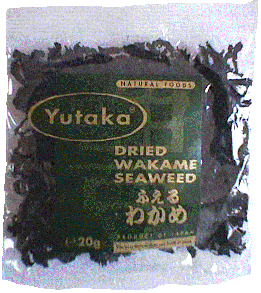 NATURAL FOODS
Yutaka
DRIED
WAKAME
SEAWEED
ふえる
わかめ
PRODUCT OF JAPAN
20g